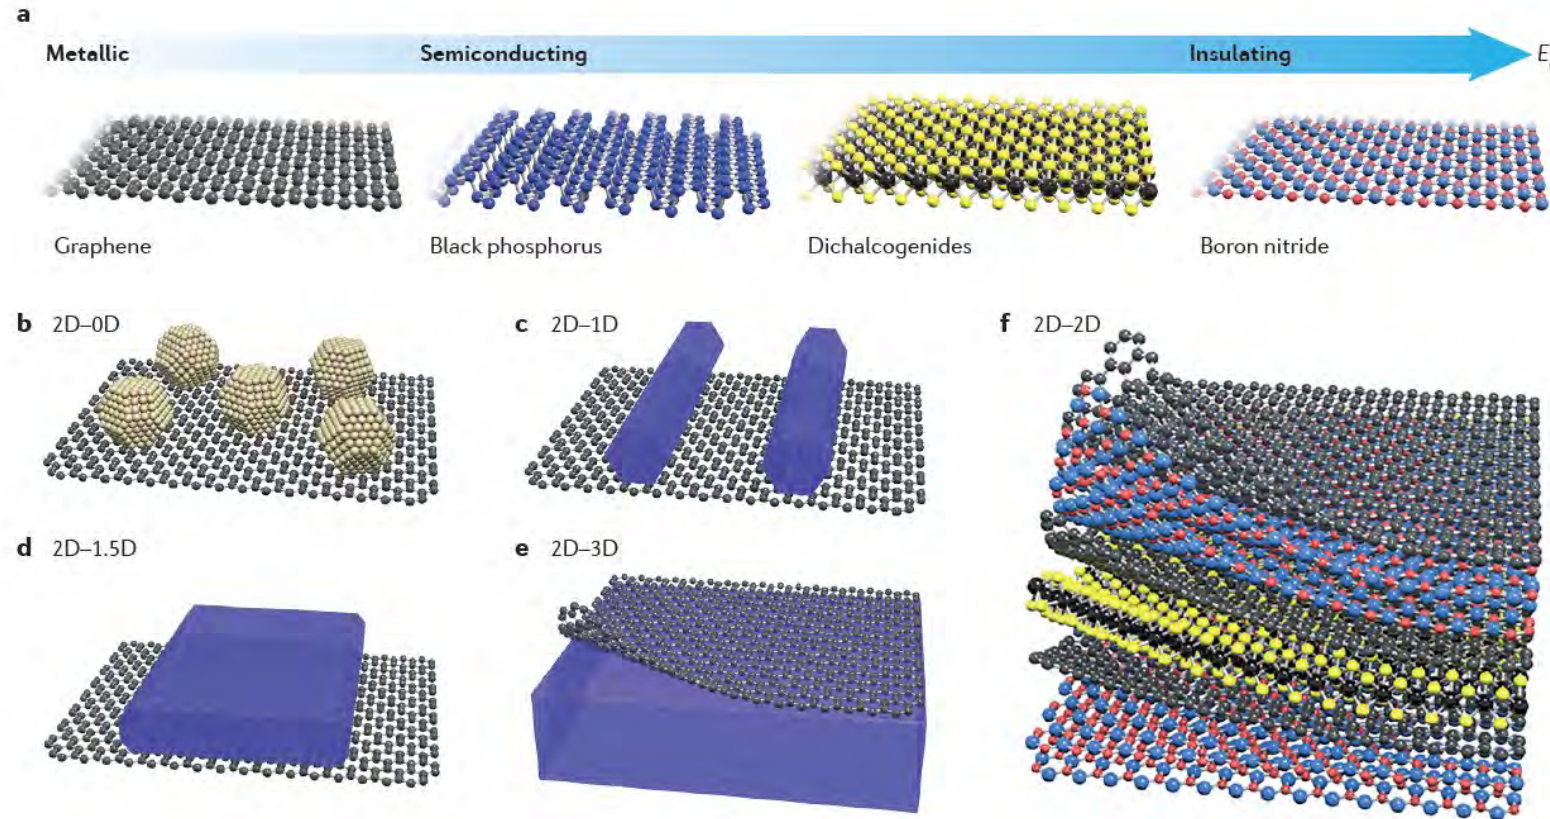 a
Metallic Semiconducting Insulating E
Graphene Black phosphorus Dichalcogenides Boron nitride
b 2D–0D c 2D–1D f 2D–2D
d 2D–1.5D e 2D–3D